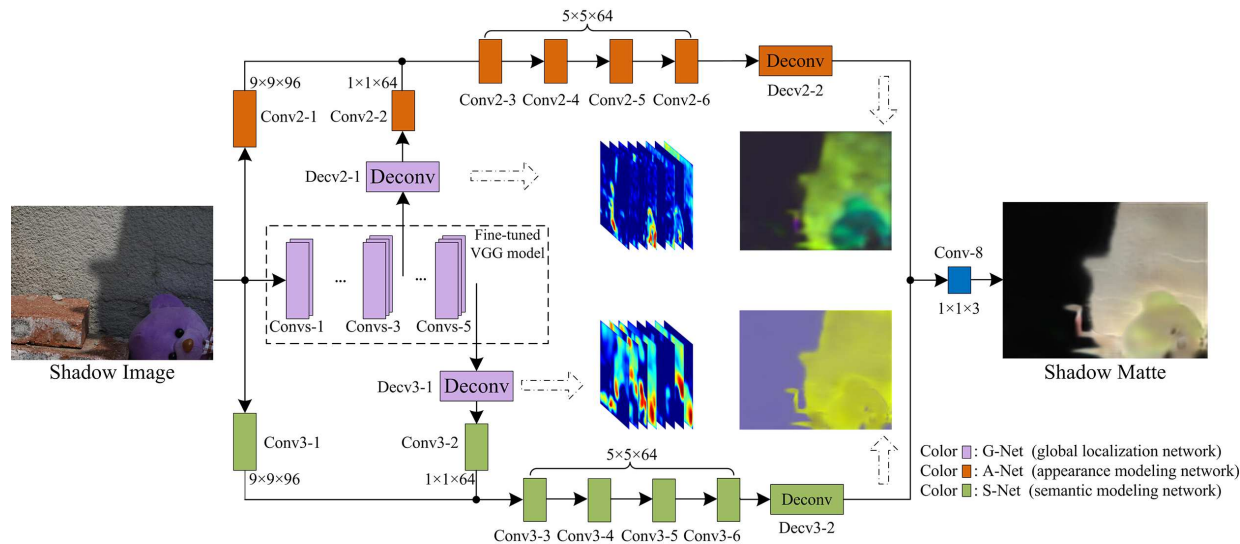 5×5×64
Deconv
Decv2-2
9×9×96
Conv2-1
1×1×64
Conv2-2
Conv2-3
Conv2-4
Conv2-5
Conv2-6
Decv2-1
Deconv
Fine-tuned
VGG model
...
...
Convs-1
Convs-3
Convs-5
Shadow Image
Conv-8
1×1×3
Shadow Matte
Decv3-1
Deconv
Conv3-1
Conv3-2
9×9×96
1×1×64
5×5×64
Conv3-3
Conv3-4
Conv3-5
Conv3-6
Deconv
Decv3-2
Color : G-Net (global localization network)
Color : A-Net (appearance modeling network)
Color : S-Net (semantic modeling network)